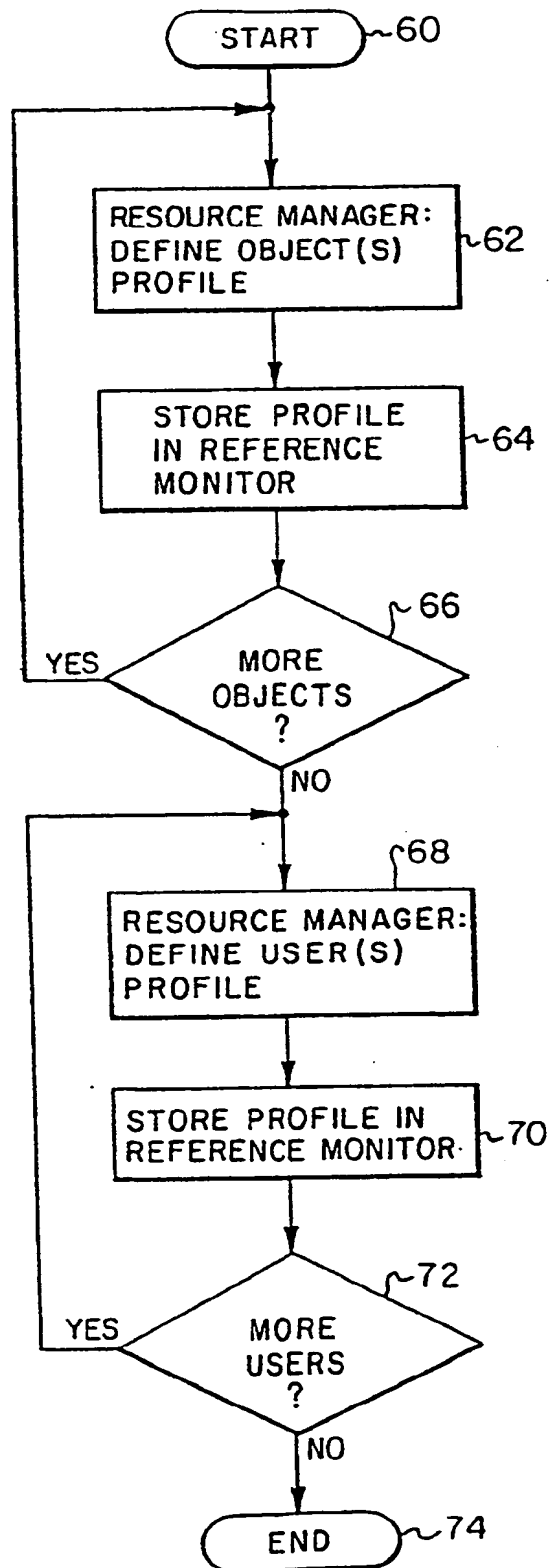 START 60
RESOURCE MANAGER: 
DEFINE OBJECT(S) 62
PROFILE
STORE PROFILE
IN REFERENCE 64
MONITOR
66
YES
MORE
OBJECTS
?
NO
68
RESOURCE MANAGER:
DEFINE USER(S)
PROFILE
STORE PROFILE IN
REFERENCE MONITOR 70
72
YES
MORE
USERS
?
NO
END 74